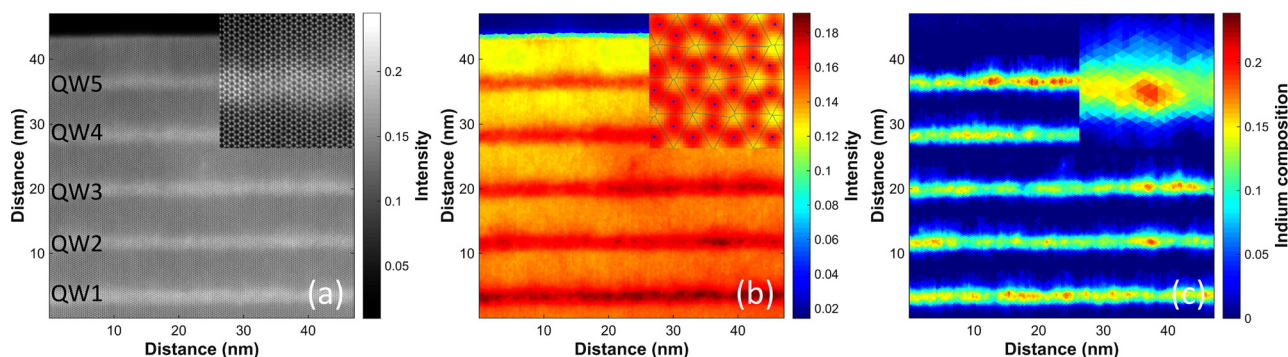 QW5
QW4
QW3
QW2
QW1
40
30
20
10
Distance (nm)
10
20
30
40
Distance (nm)
0.2
0.15
0.1
0.05
Intensity
(a)
40
30
20
10
Distance (nm)
10
20
30
40
Distance (nm)
0.18
0.16
0.14
0.12
0.10
0.08
0.06
0.04
0.02
Intensity
(b)
40
30
20
10
Distance (nm)
10
20
30
40
Distance (nm)
0.2
0.15
0.1
0.05
0
Indium composition
(c)